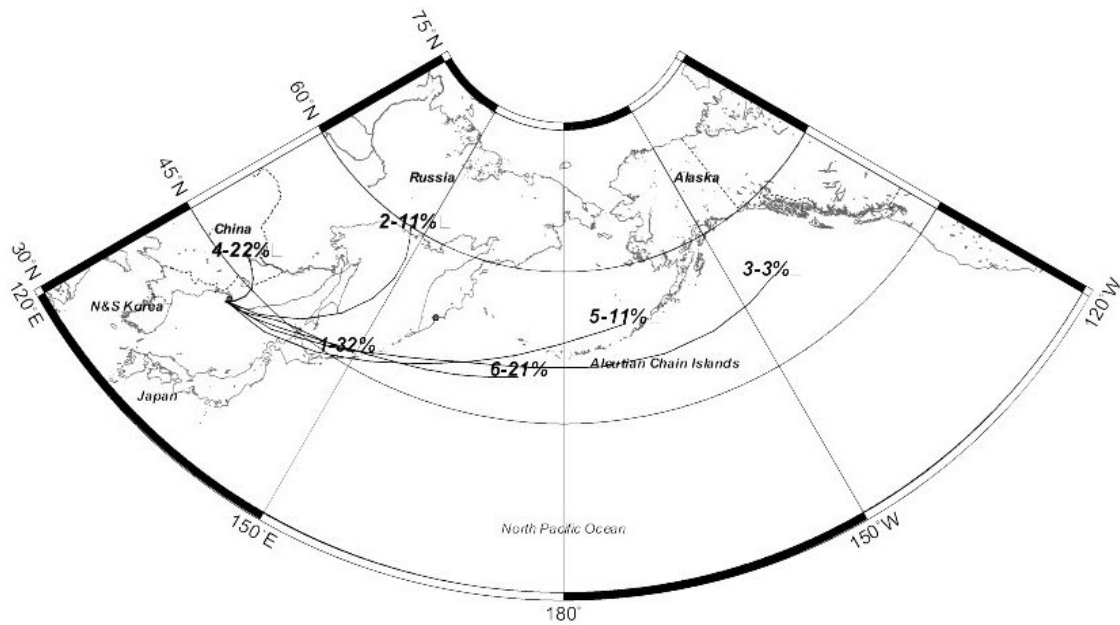 75°N
60°N
45°N
30°N
120°E
Russia
Alaska
China
2-11%
4-22%
3-3%
N&S Korea
5-11%
1-32%
6-21%
Aleutian Chain Islands
Japan
120°W
150°E
North Pacific Ocean
150°W
180°